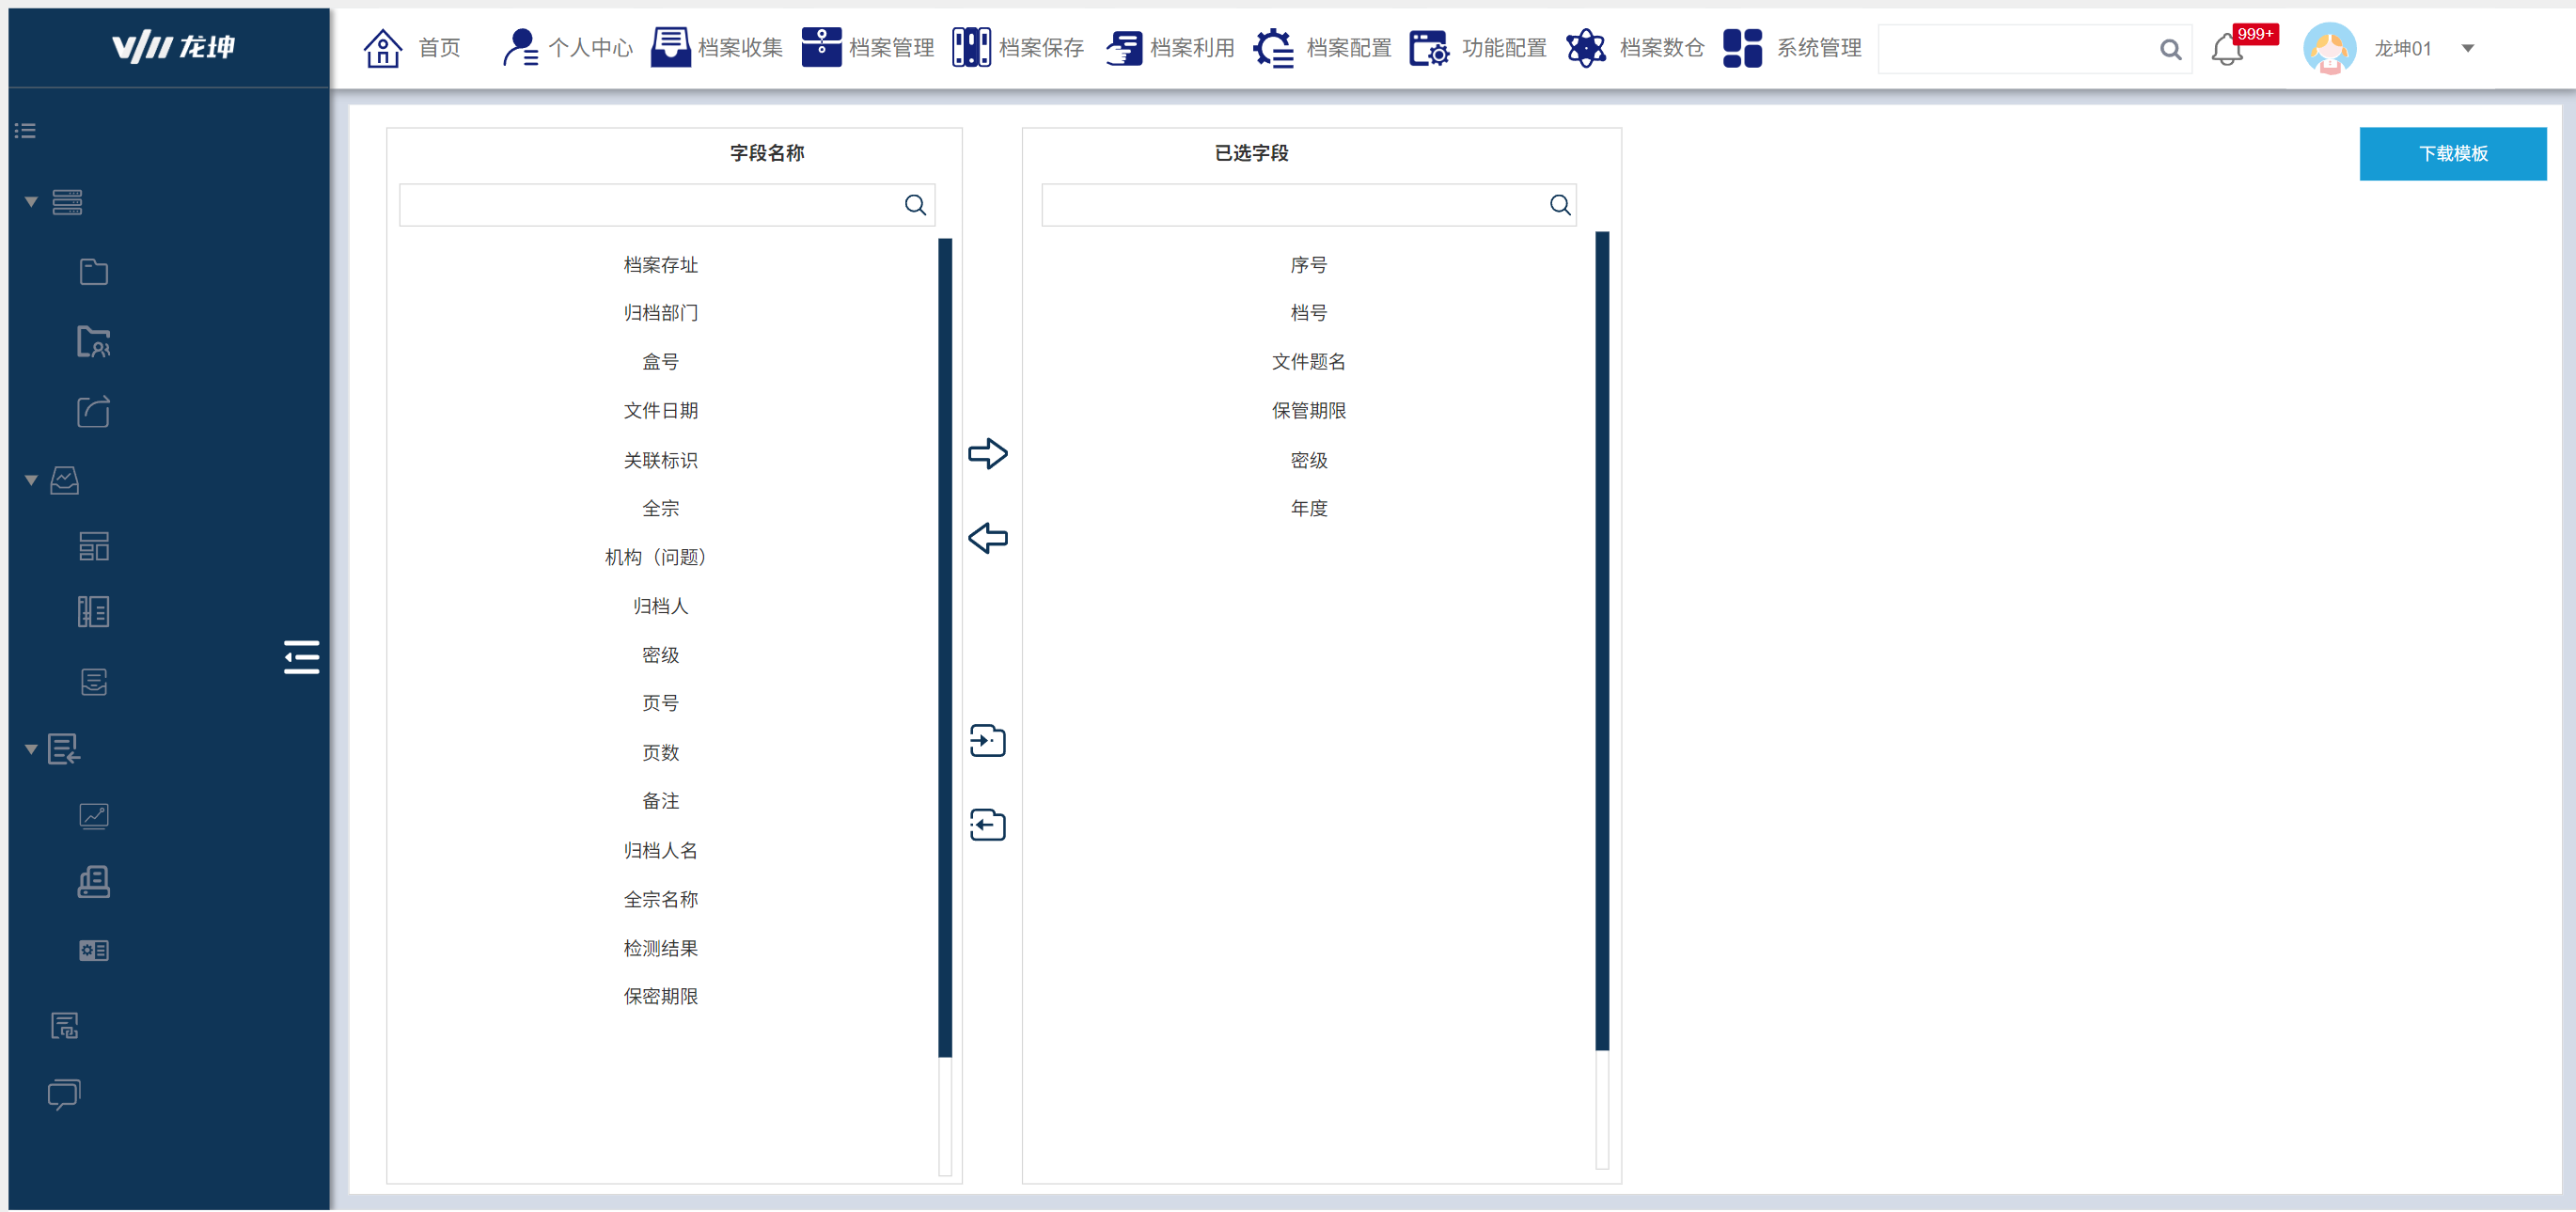 龙坤
首页 个人中心 档案收集 档案管理 档案保存 档案利用 档案配置 功能配置 档案数仓 系统管理 999+ 龙坤01
字段名称
已选字段
下载模板
档案存址
归档部门
盒号
文件日期
关联标识
全宗
机构（问题）
归档人
密级
页号
页数
备注
归档人名
全宗名称
检测结果
保密期限
序号
档号
文件题名
保管期限
密级
年度